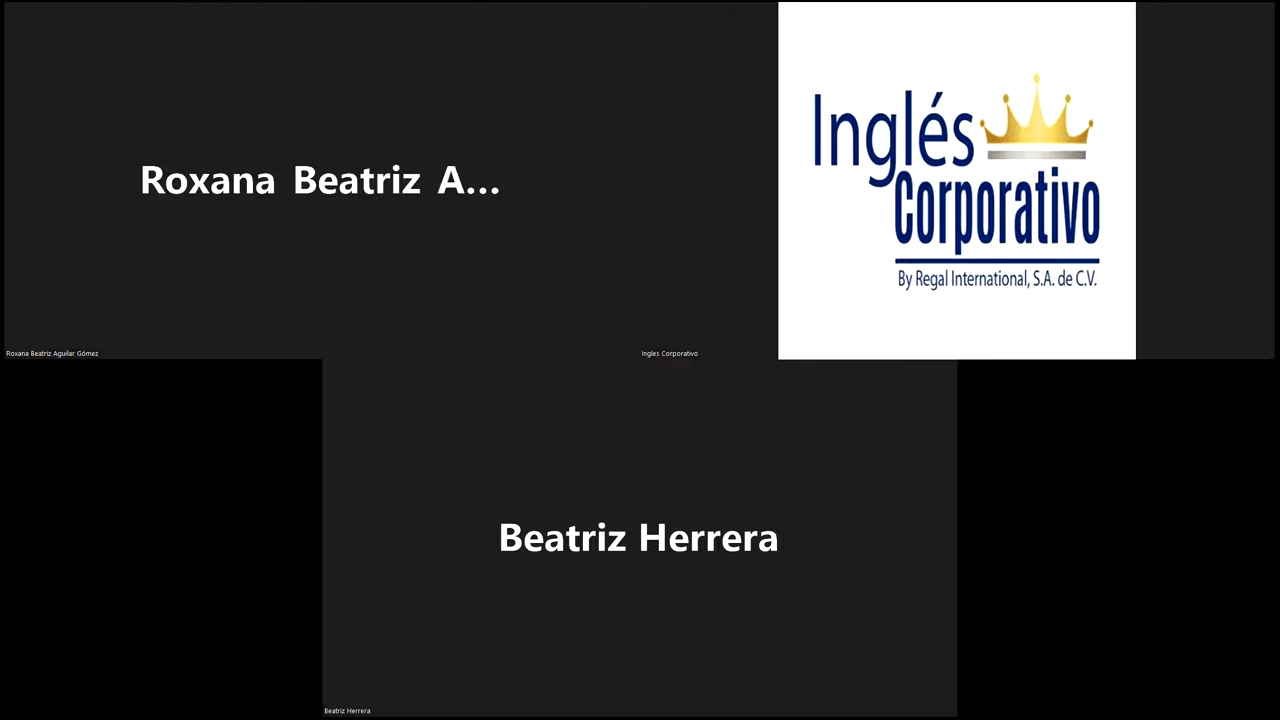 Roxana Beatriz A...
Roxana Beatriz Aguilar Gómez
Inglés
Corporativo
By Regal International, S.A. de C.V.
Ingles Corporativo
Beatriz Herrera
Beatriz Herrera